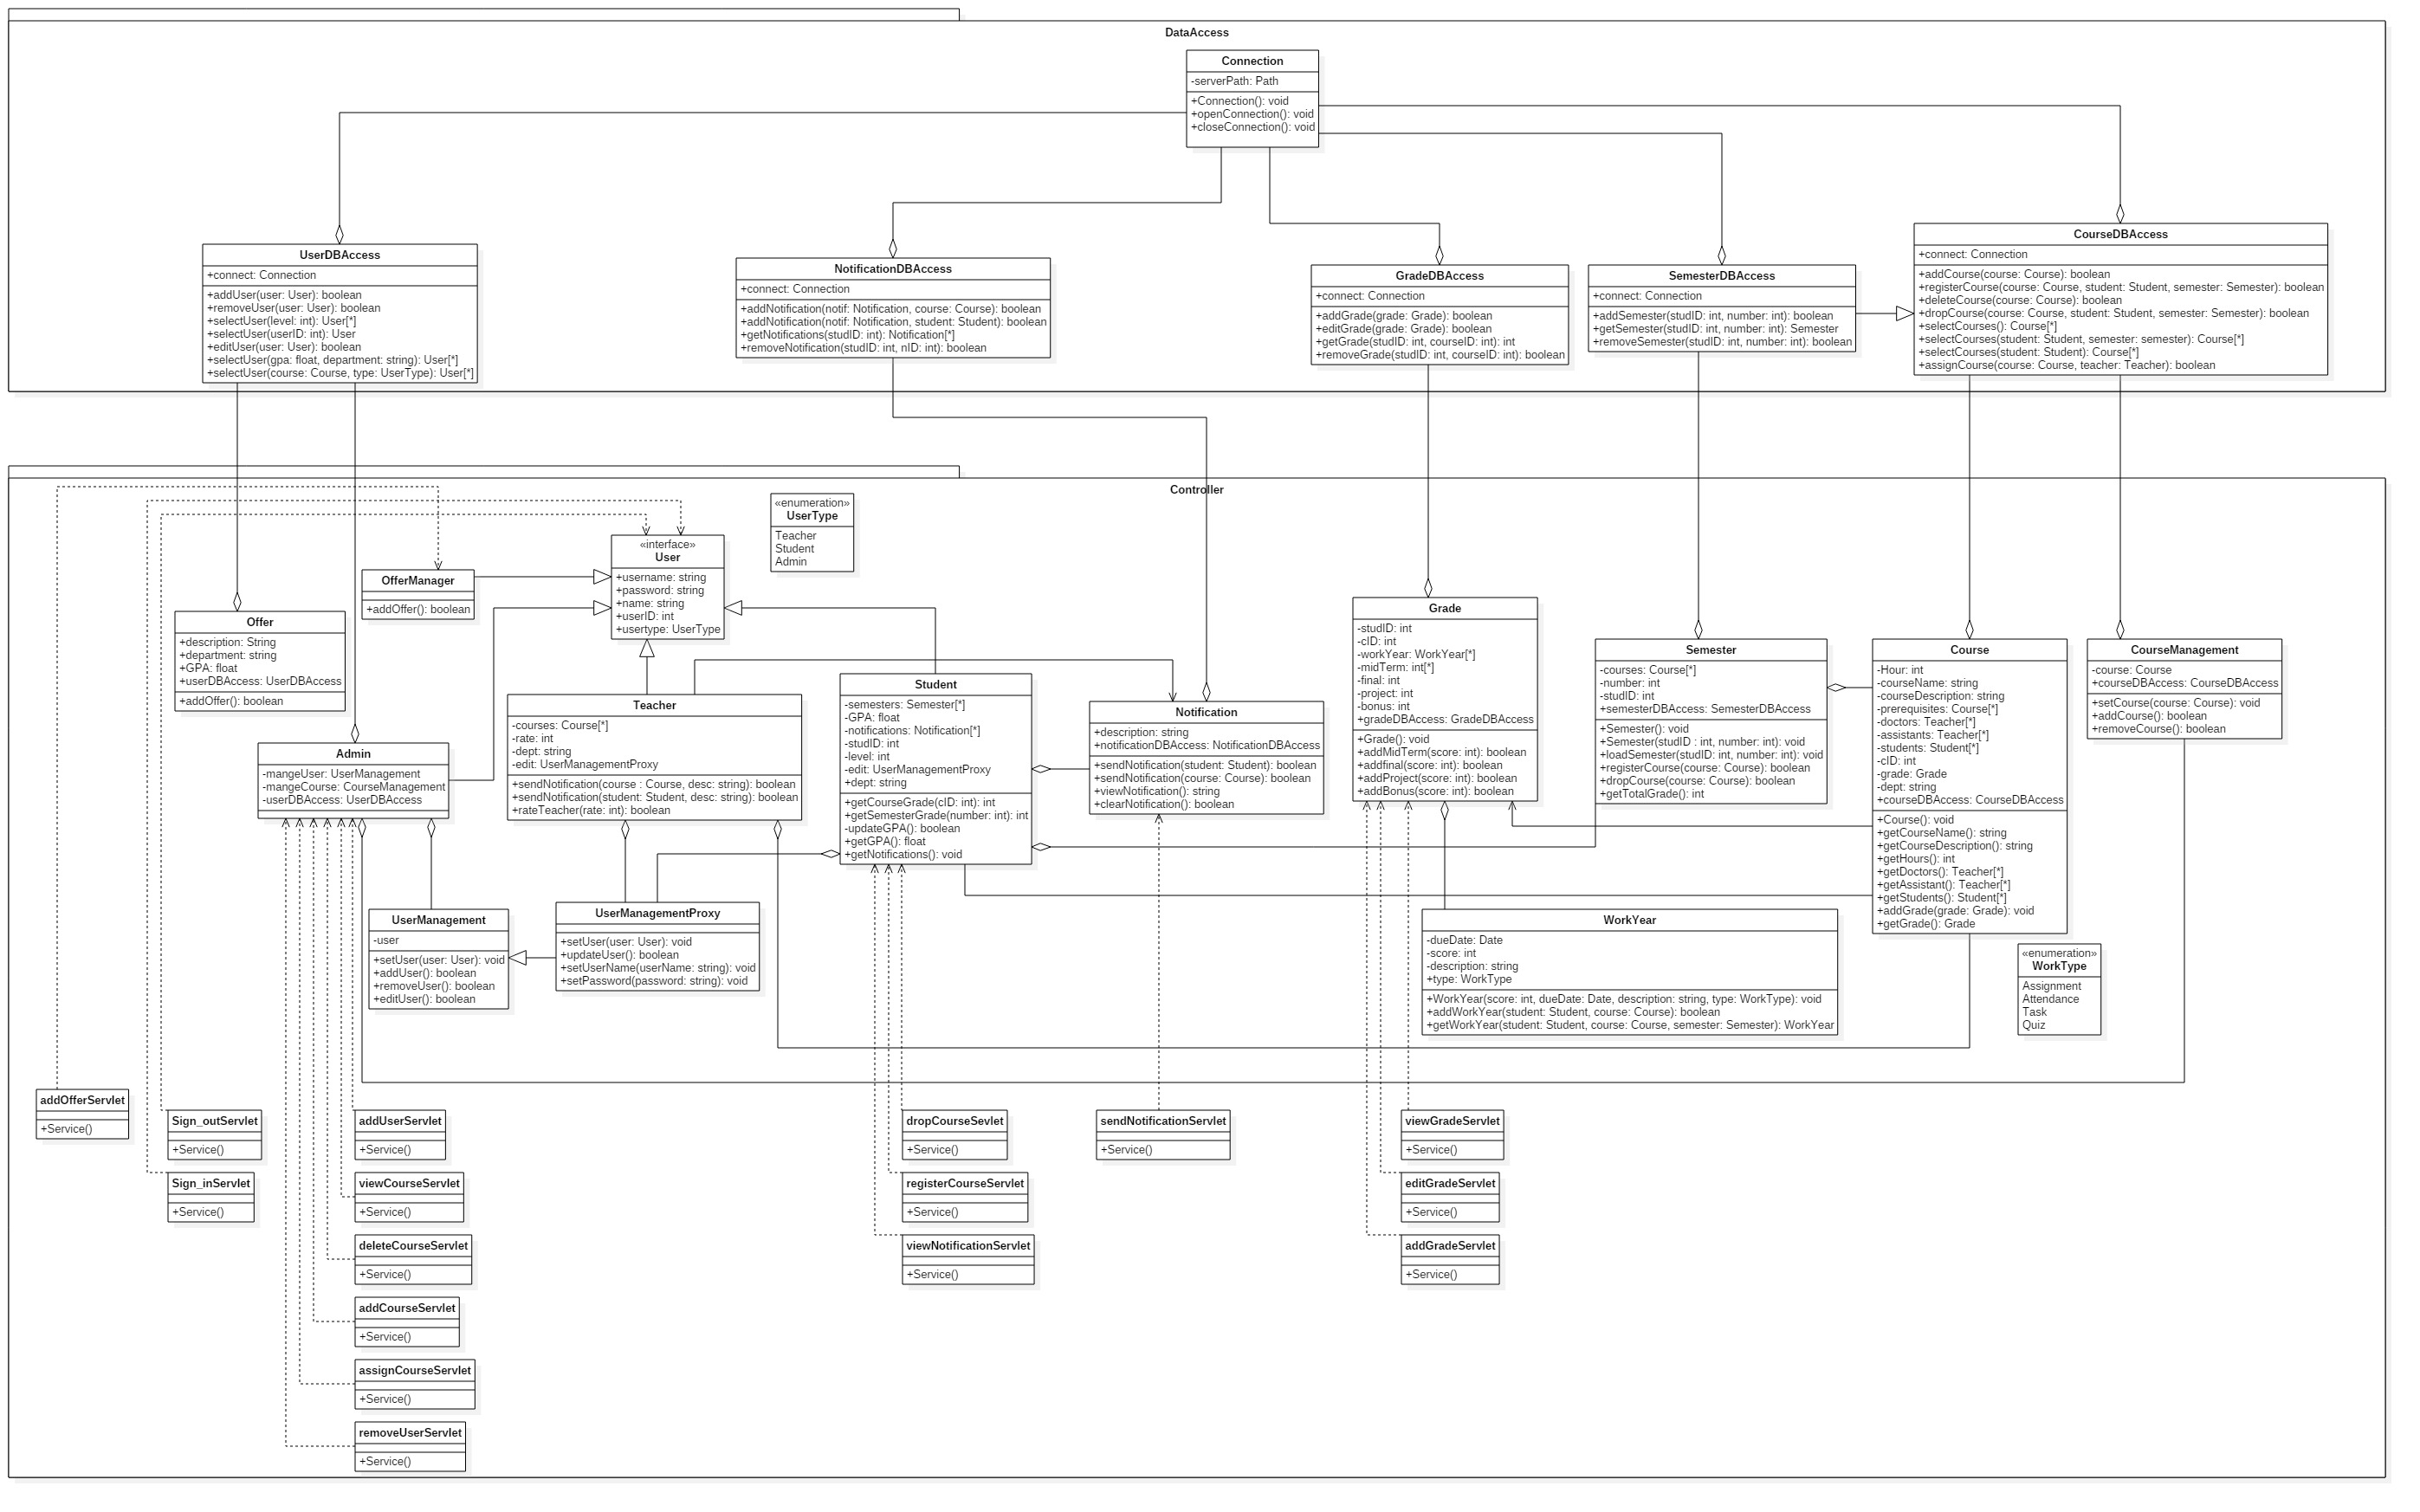 DataAccess
Connection
-serverPath: Path
+Connection(): void
+openConnection(): void
+closeConnection(): void
UserDBAccess
+connect: Connection
+addUser(user: User): boolean
+removeUser(user: User): boolean
+selectUser(level: int): User[*]
+selectUser(userID: int): User
+editUser(user: User): boolean
+selectUser(gpa: float, department: string): User[*]
+selectUser(course: Course, type: UserType): User[*]
NotificationDBAccess
+connect: Connection
+addNotification(notif: Notification, course: Course): boolean
+addNotification(notif: Notification, student: Student): boolean
+getNotifications(studID: int): Notification[*]
+removeNotification(studID: int, nID: int): boolean
GradeDBAccess
+connect: Connection
+addGrade(grade: Grade): boolean
+editGrade(grade: Grade): boolean
+getGrade(studID: int, courseID: int): int
+removeGrade(studID: int, courseID: int): boolean
SemesterDBAccess
+connect: Connection
+addSemester(studID: int, number: int): boolean
+getSemester(studID: int, number: int): Semester
+removeSemester(studID: int, number: int): boolean
CourseDBAccess
+connect: Connection
+addCourse(course: Course): boolean
+registerCourse(course: Course, student: Student, semester: Semester): boolean
+deleteCourse(course: Course): boolean
+dropCourse(course: Course, student: Student, semester: Semester): boolean
+selectCourses(): Course[*]
+selectCourses(student: Student, semester: semester): Course[*]
+selectCourses(student: Student): Course[*]
+assignCourse(course: Course, teacher: Teacher): boolean
Controller
«enumeration»
UserType
Teacher
Student
Admin
«interface»
User
+username: string
+password: string
+name: string
+userID: int
+usertype: UserType
OfferManager
+addOffer(): boolean
Offer
+description: String
+department: string
+GPA: float
+userDBAccess: UserDBAccess
+addOffer(): boolean
Admin
-mangeUser: UserManagement
-mangeCourse: CourseManagement
-userDBAccess: UserDBAccess
Teacher
-courses: Course[*]
-rate: int
-dept: string
-edit: UserManagementProxy
+sendNotification(course : Course, desc: string): boolean
+sendNotification(student: Student, desc: string): boolean
+rateTeacher(rate: int): boolean
Student
-semesters: Semester[*]
-GPA: float
-notifications: Notification[*]
-studID: int
-level: int
-edit: UserManagementProxy
+dept: string
+getCourseGrade(cID: int): int
+getSemesterGrade(number: int): int
-updateGPA(): boolean
+getGPA(): float
+getNotifications(): void
Notification
+description: string
+notificationDBAccess: NotificationDBAccess
+sendNotification(student: Student): boolean
+sendNotification(course: Course): boolean
+viewNotification(): string
+clearNotification(): boolean
Grade
-studID: int
-cID: int
-workYear: WorkYear[*]
-midTerm: int[*]
-final: int
-project: int
-bonus: int
+gradeDBAccess: GradeDBAccess
+Grade(): void
+addMidTerm(score: int): boolean
+addfinal(score: int): boolean
+addProject(score: int): boolean
+addBonus(score: int): boolean
Semester
-courses: Course[*]
-number: int
-studID: int
+semesterDBAccess: SemesterDBAccess
+Semester(): void
+Semester(studID : int, number: int): void
+loadSemester(studID: int, number: int): void
+registerCourse(course: Course): boolean
+dropCourse(course: Course): boolean
+getTotalGrade(): int
Course
-Hour: int
-courseName: string
-courseDescription: string
-prerequisites: Course[*]
-doctors: Teacher[*]
-assistants: Teacher[*]
-students: Student[*]
-cID: int
-grade: Grade
-dept: string
+courseDBAccess: CourseDBAccess
+Course(): void
+getCourseName(): string
+getCourseDescription(): string
+getHours(): int
+getDoctors(): Teacher[*]
+getAssistant(): Teacher[*]
+getStudents(): Student[*]
+addGrade(grade: Grade): void
+getGrade(): Grade
CourseManagement
-course: Course
+courseDBAccess: CourseDBAccess
+setCourse(course: Course): void
+addCourse(): boolean
+removeCourse(): boolean
UserManagement
-user
+setUser(user: User): void
+addUser(): boolean
+removeUser(): boolean
+editUser(): boolean
UserManagementProxy
+setUser(user: User): void
+updateUser(): boolean
+setUserName(userName: string): void
+setPassword(password: string): void
WorkYear
-dueDate: Date
-score: int
-description: string
+type: WorkType
+WorkYear(score: int, dueDate: Date, description: string, type: WorkType): void
+addWorkYear(student: Student, course: Course): boolean
+getWorkYear(student: Student, course: Course, semester: Semester): WorkYear
«enumeration»
WorkType
Assignment
Attendance
Task
Quiz
addOfferServlet
+Service()
Sign_outServlet
+Service()
Sign_inServlet
+Service()
addUserServlet
+Service()
viewCourseServlet
+Service()
deleteCourseServlet
+Service()
addCourseServlet
+Service()
assignCourseServlet
+Service()
removeUserServlet
+Service()
dropCourseSevlet
+Service()
registerCourseServlet
+Service()
viewNotificationServlet
+Service()
sendNotificationServlet
+Service()
viewGradeServlet
+Service()
editGradeServlet
+Service()
addGradeServlet
+Service()